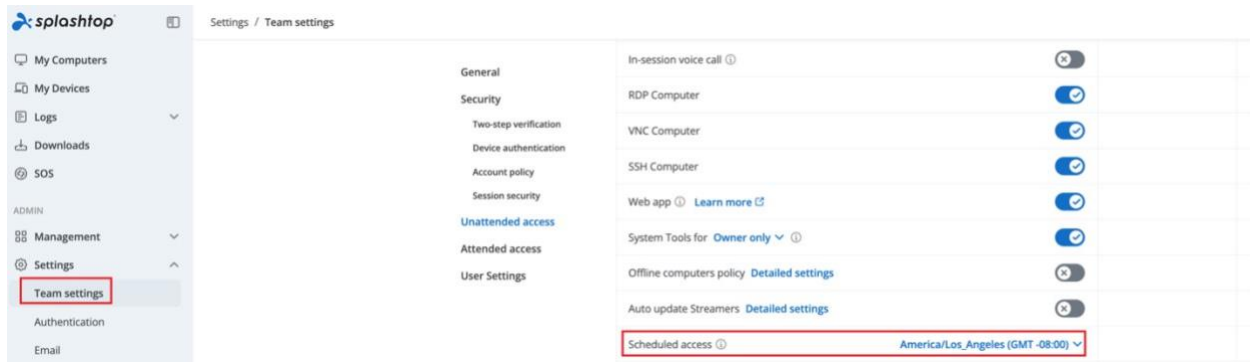 splashtop
Settings / Team settings
My Computers
My Devices
Logs
Downloads
SOS
ADMIN
Management
Settings
Team settings
Authentication
Email
General
Security
Two-step verification
Device authentication
Account policy
Session security
Unattended access
Attended access
User Settings
In-session voice call
RDP Computer
VNC Computer
SSH Computer
Web app Learn more
System Tools for Owner only
Offline computers policy Detailed settings
Auto update Streamers Detailed settings
Scheduled access America/Los_Angeles (GMT -08:00)